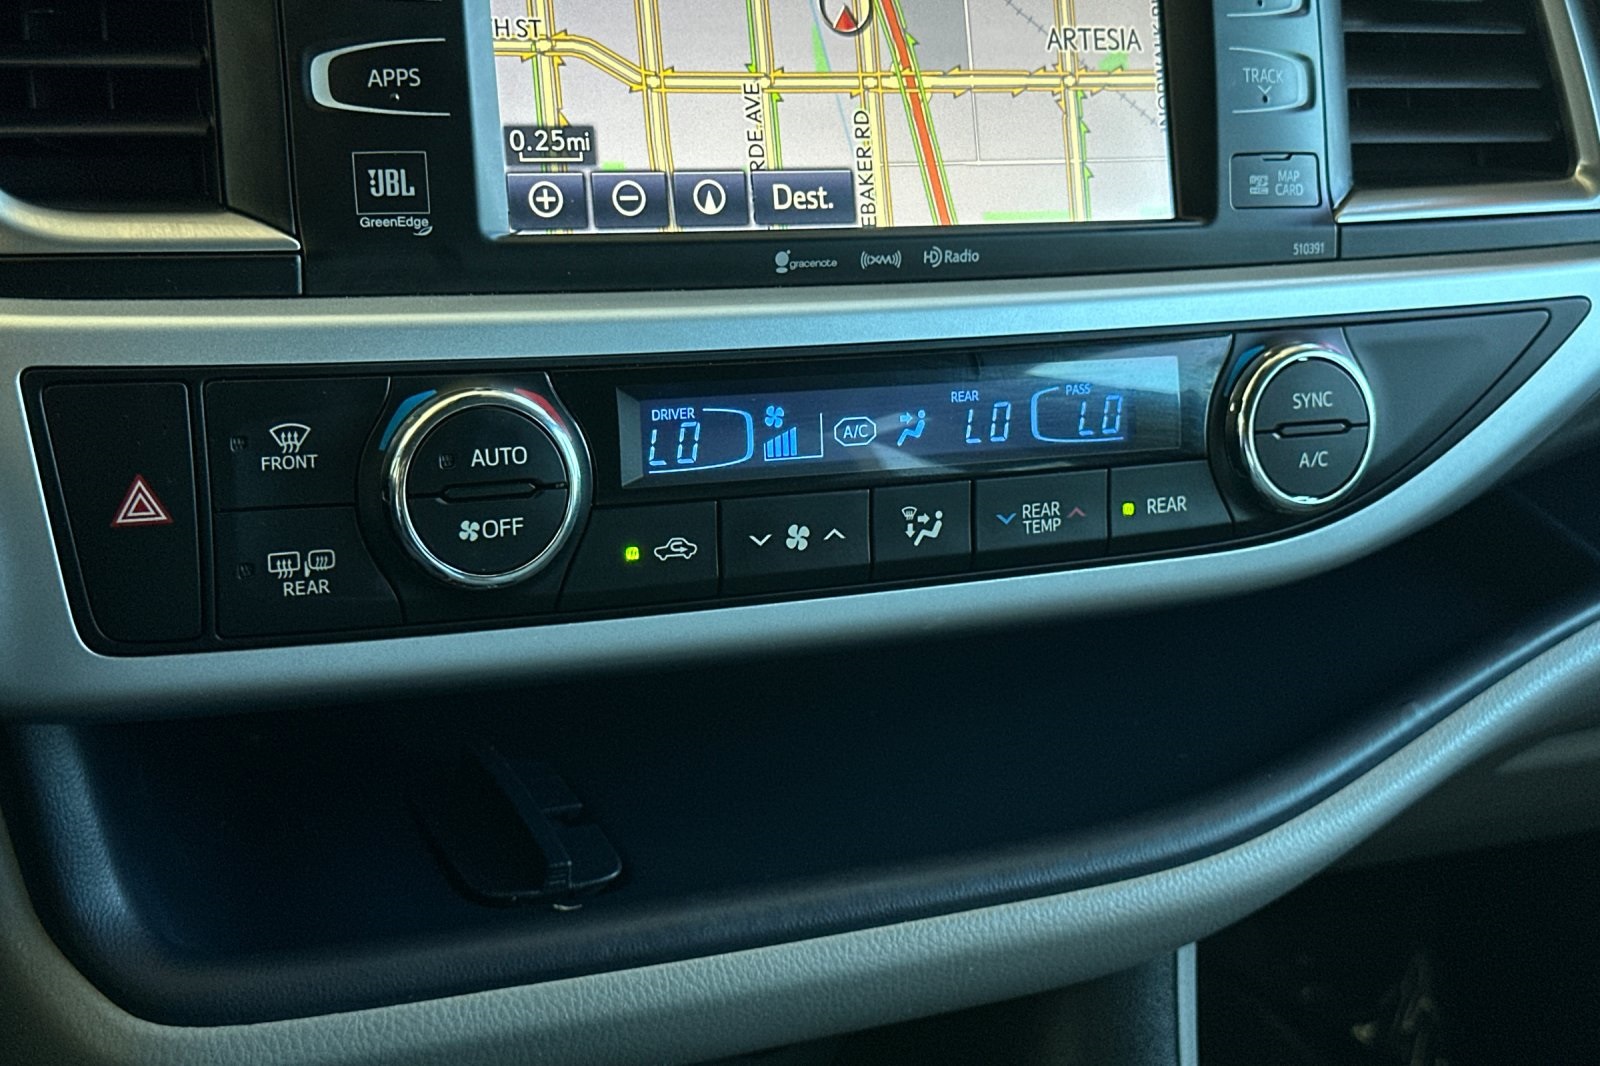 H ST
ARTESIA
APPS
TRACK
RDE AVE
EBAKER RD
0.25mi
JBL
GreenEdge
Dest.
MAP
CARD
gracenote
((XM))
HD Radio
510391
FRONT
REAR
AUTO
OFF
DRIVER
LO
A/C
REAR
LO
PASS
LO
REAR
TEMP
REAR
SYNC
A/C